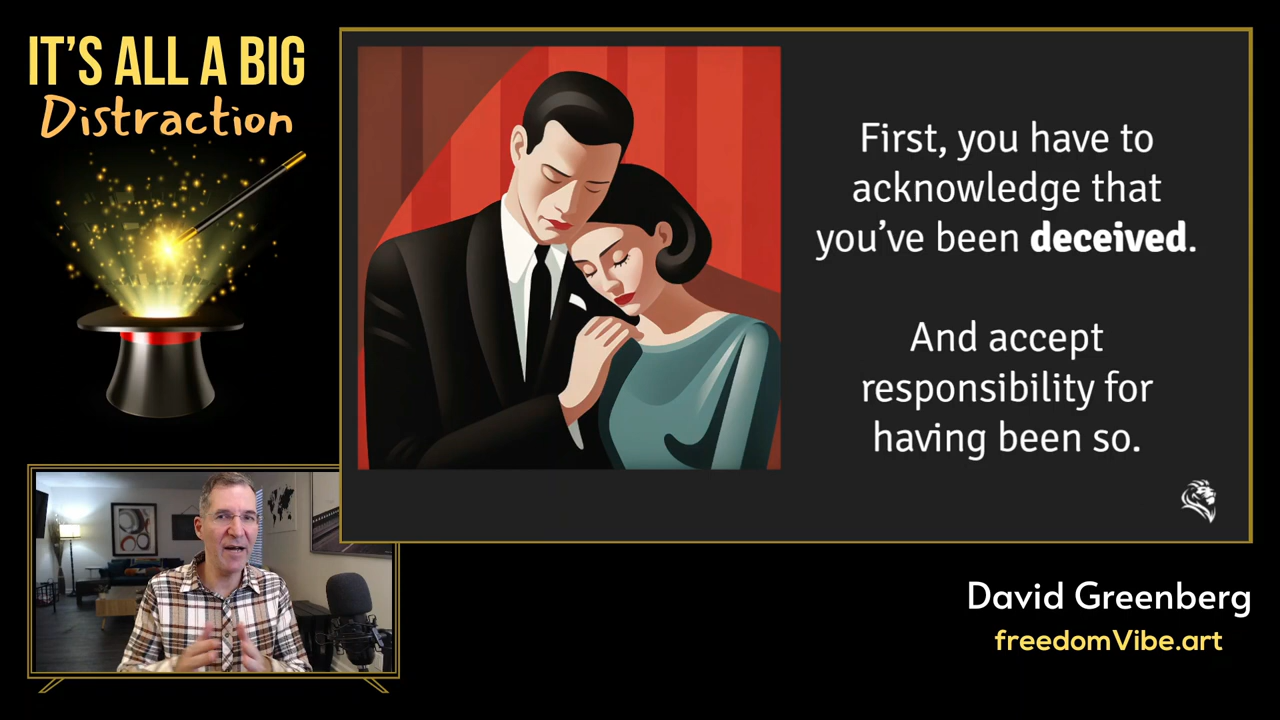 IT'S ALL A BIG
Distraction
First, you have to
acknowledge that
you've been deceived.
And accept
responsibility for
having been so.
David Greenberg
freedomVibe.art